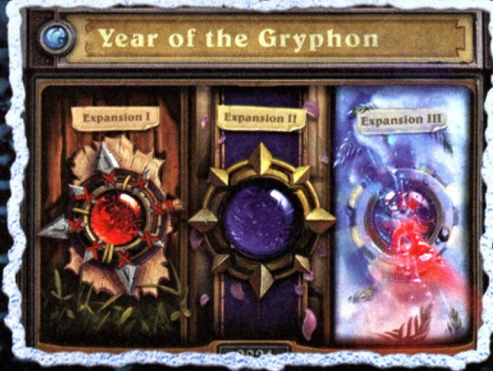 Year of the Gryphon
Expansion I
Expansion II
Expansion III